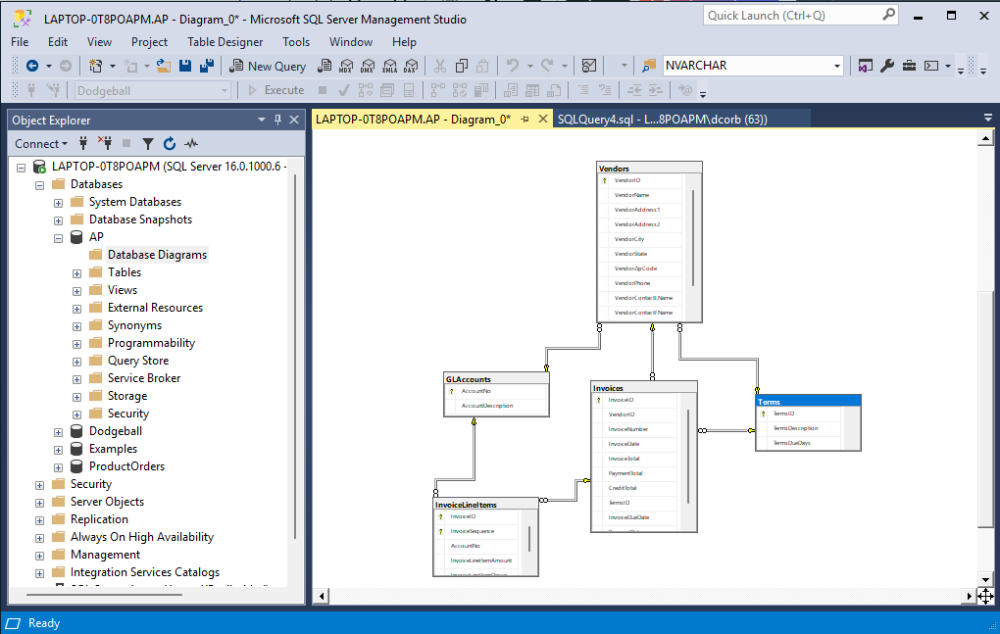 LAPTOP-0T8POAPM.AP - Diagram_0* - Microsoft SQL Server Management Studio
Quick Launch (Ctrl+Q)
File Edit View Project Table Designer Tools Window Help
New Query
MDX DMX XMLA DAX
NVARCHAR
Dodgeball
Execute
Object Explorer
LAPTOP-0T8POAPM.AP - Diagram_0*
SQLQuery4.sql - L...8POAPM\dcorb (63))
Connect
LAPTOP-0T8POAPM (SQL Server 16.0.1000.6 -
Databases
System Databases
Database Snapshots
AP
Database Diagrams
Tables
Views
External Resources
Synonyms
Programmability
Query Store
Service Broker
Storage
Security
Dodgeball
Examples
ProductOrders
Security
Server Objects
Replication
Always On High Availability
Management
Integration Services Catalogs
Vendors
VendorID
VendorName
VendorAddress1
VendorAddress2
VendorCity
VendorState
VendorZipCode
VendorPhone
VendorContactLName
VendorContactFName
GLAccounts
AccountNo
AccountDescription
Invoices
InvoiceID
VendorID
InvoiceNumber
InvoiceDate
InvoiceTotal
PaymentTotal
CreditTotal
TermsID
InvoiceDueDate
Terms
TermsID
TermsDescription
TermsDueDays
InvoiceLineItems
InvoiceID
InvoiceSequence
AccountNo
InvoiceLineItemAmount
Ready